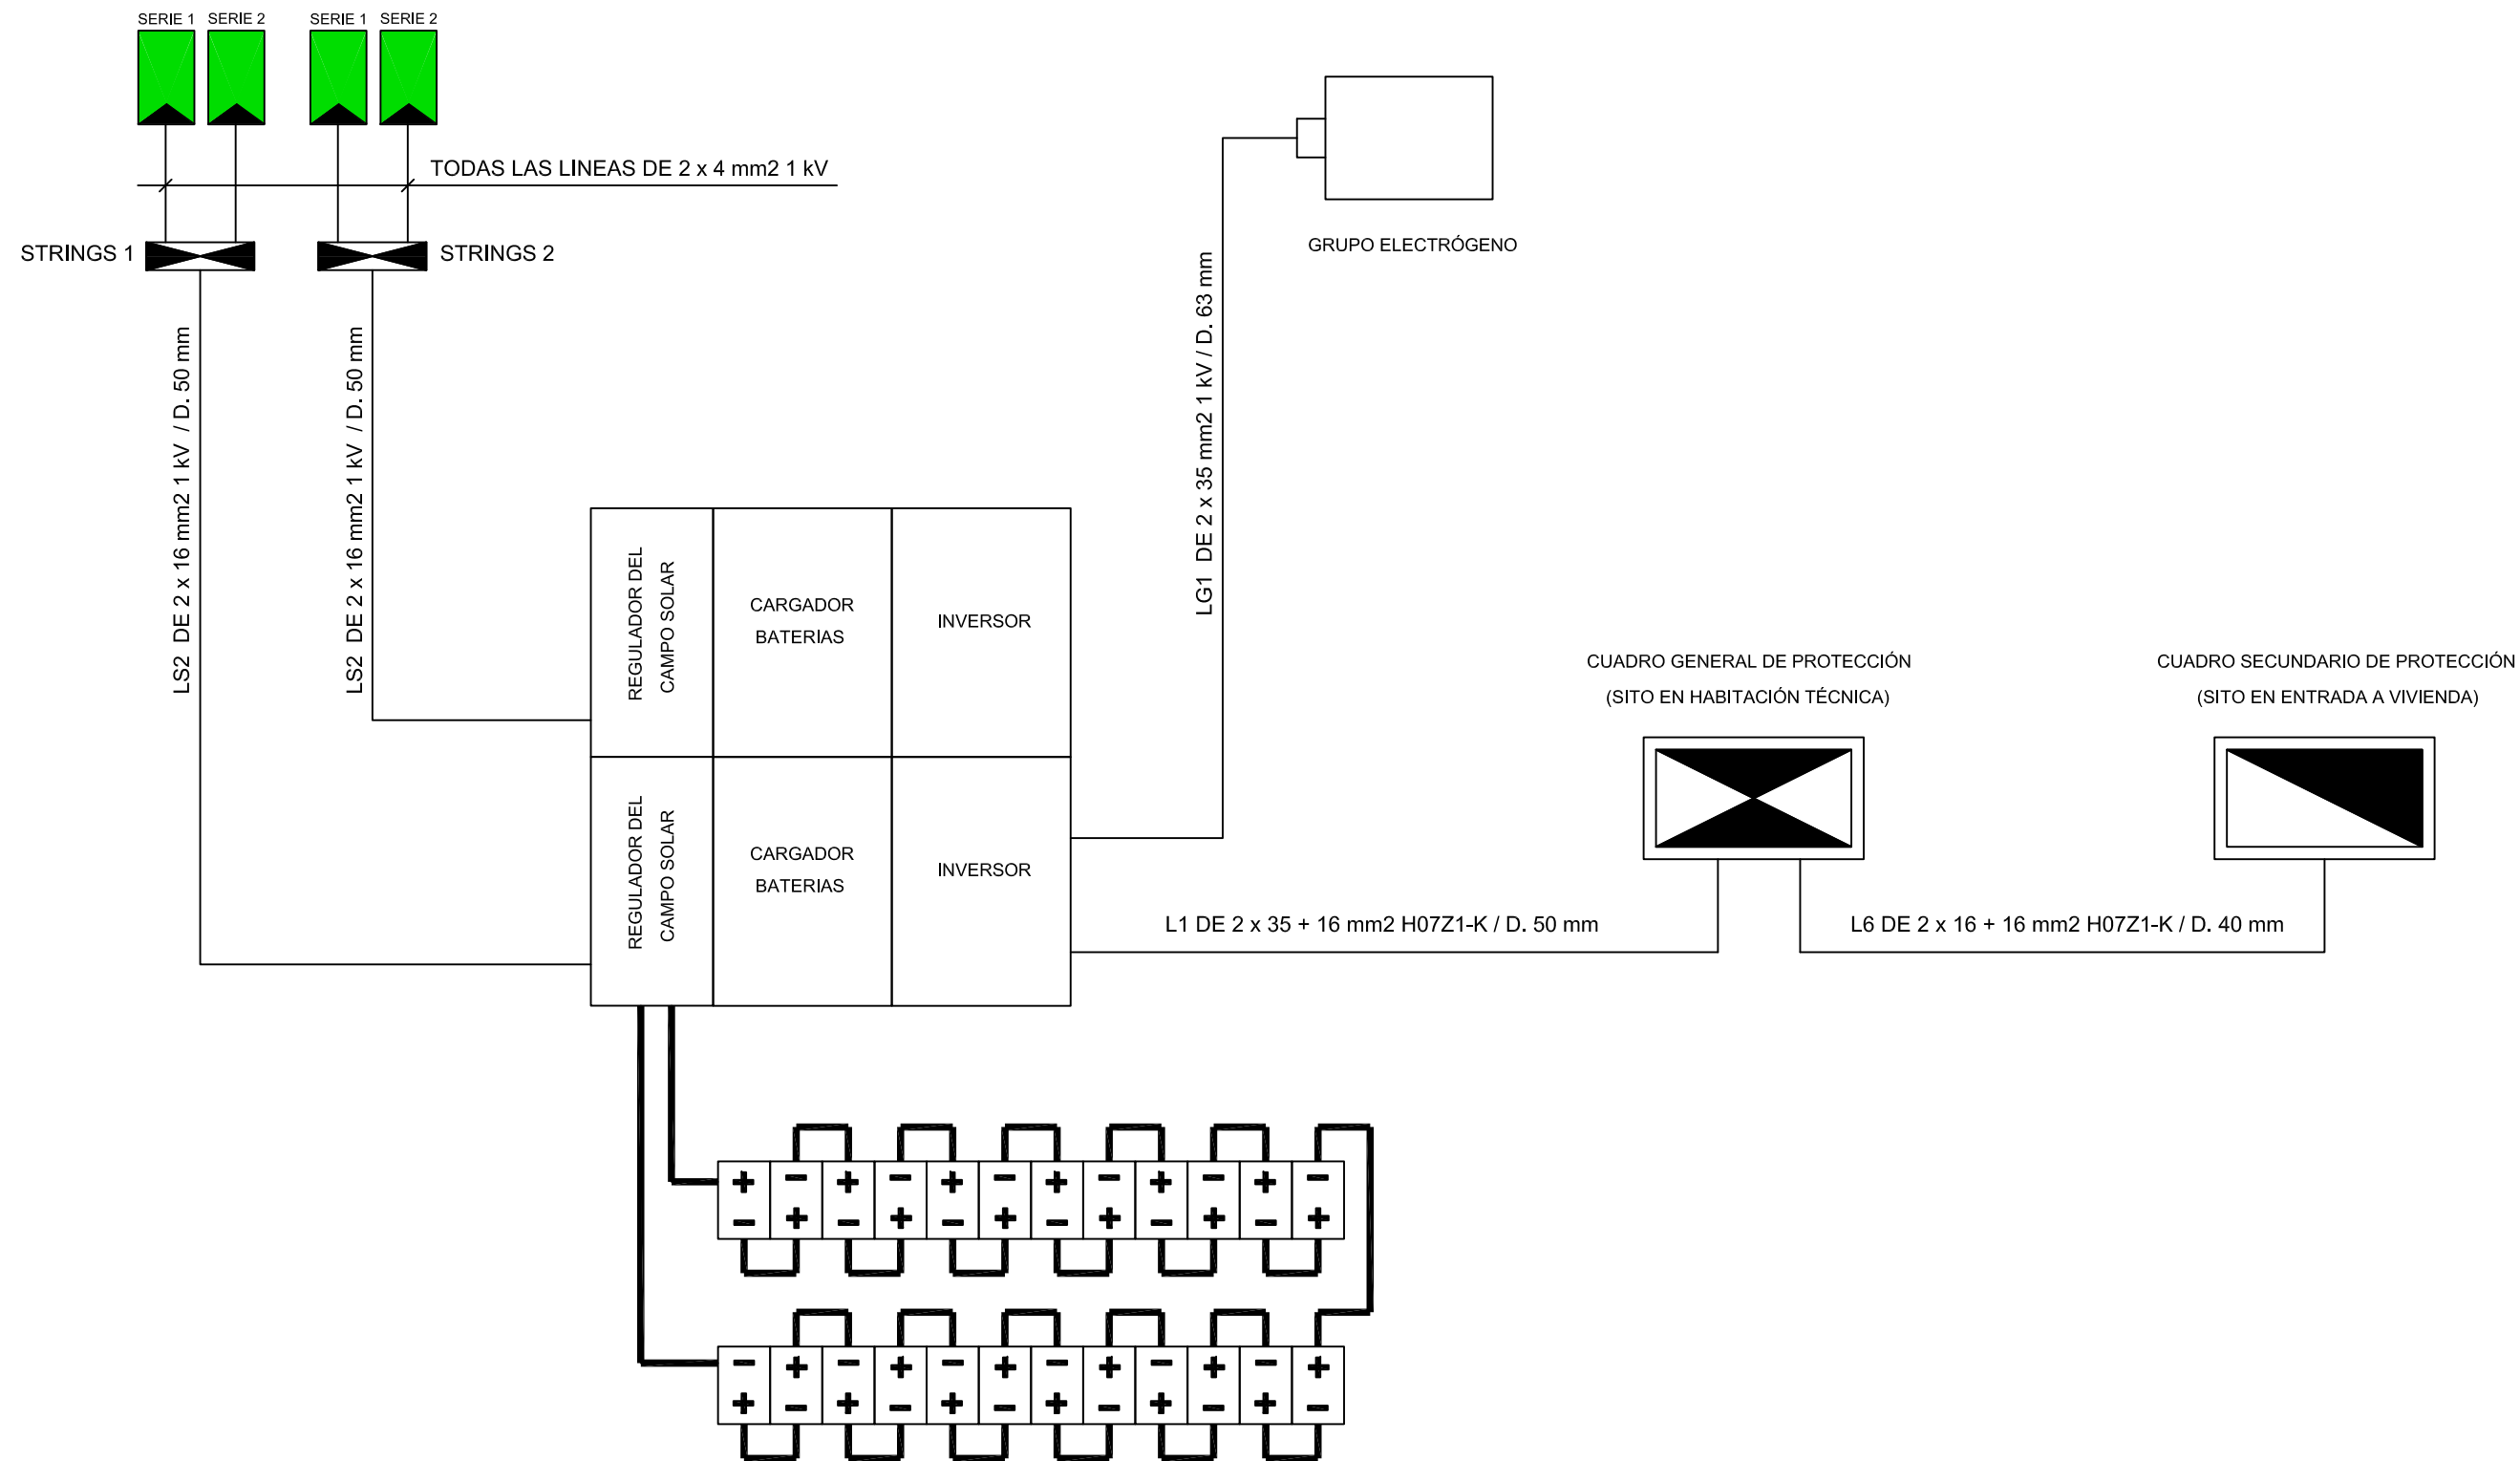 SERIE 1 SERIE 2 SERIE 1 SERIE 2
TODAS LAS LINEAS DE 2 x 4 mm2 1 kV
STRINGS 1
STRINGS 2
GRUPO ELECTRÓGENO
LS2 DE 2 x 16 mm2 1 kV / D. 50 mm
LS2 DE 2 x 16 mm2 1 kV / D. 50 mm
LG1 DE 2 x 35 mm2 1 kV / D. 63 mm
REGULADOR DEL
CAMPO SOLAR
CARGADOR
BATERIAS
INVERSOR
REGULADOR DEL
CAMPO SOLAR
CARGADOR
BATERIAS
INVERSOR
CUADRO GENERAL DE PROTECCIÓN
(SITO EN HABITACIÓN TÉCNICA)
CUADRO SECUNDARIO DE PROTECCIÓN
(SITO EN ENTRADA A VIVIENDA)
L1 DE 2 x 35 + 16 mm2 H07Z1-K / D. 50 mm
L6 DE 2 x 16 + 16 mm2 H07Z1-K / D. 40 mm
+ − + − + − + − + − + −
− + − + − + − + − + − +
− + − + − + − + − + − +
+ − + − + − + − + − + −